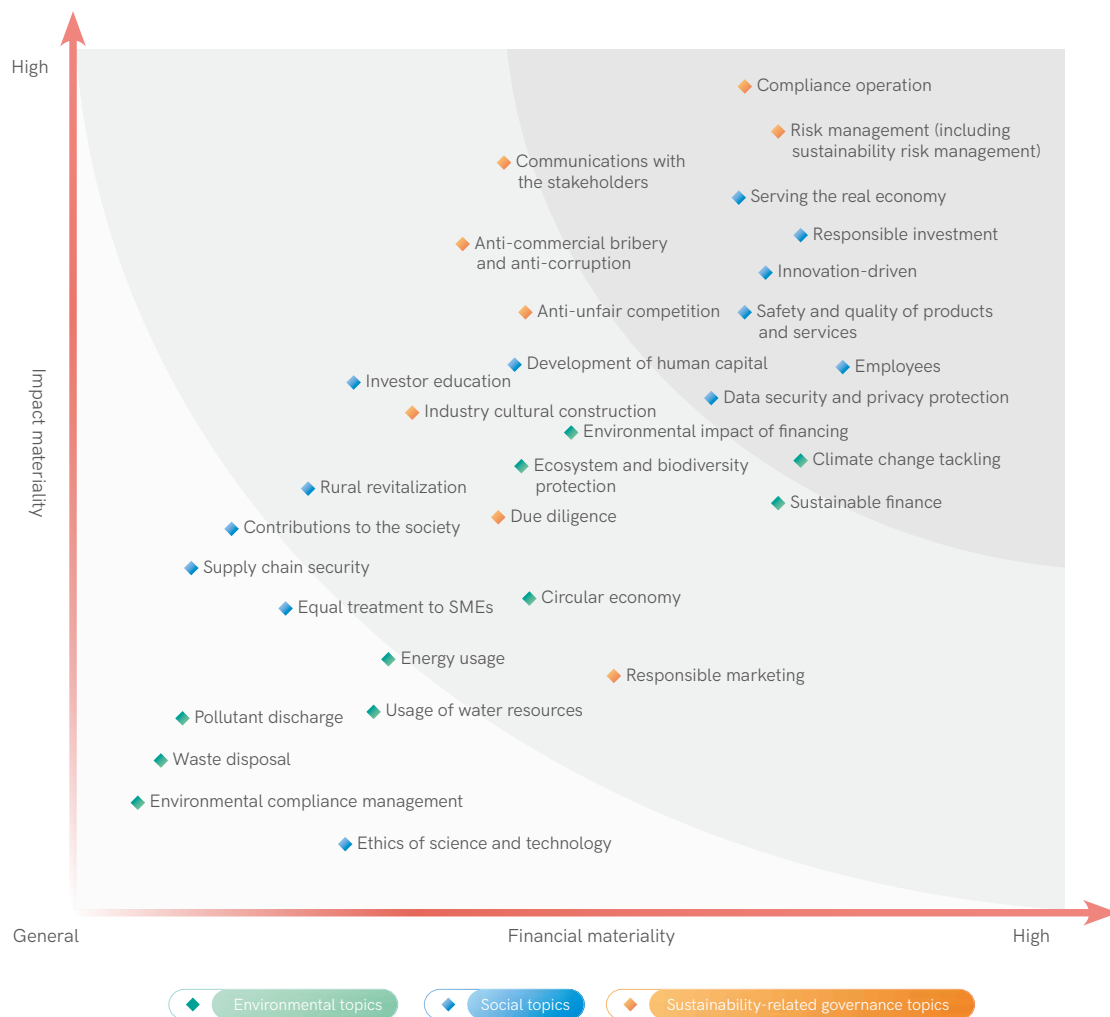 High
Compliance operation
Risk management (including
sustainability risk management)
Communications with
the stakeholders
Serving the real economy
Responsible investment
Anti-commercial bribery
and anti-corruption
Innovation-driven
Anti-unfair competition
Safety and quality of products
and services
Development of human capital
Employees
Investor education
Data security and privacy protection
Industry cultural construction
Environmental impact of financing
Impact materiality
Climate change tackling
Ecosystem and biodiversity
protection
Rural revitalization
Sustainable finance
Due diligence
Contributions to the society
Supply chain security
Circular economy
Equal treatment to SMEs
Energy usage
Responsible marketing
Usage of water resources
Pollutant discharge
Waste disposal
Environmental compliance management
Ethics of science and technology
General
Financial materiality
High
Environmental topics
Social topics
Sustainability-related governance topics